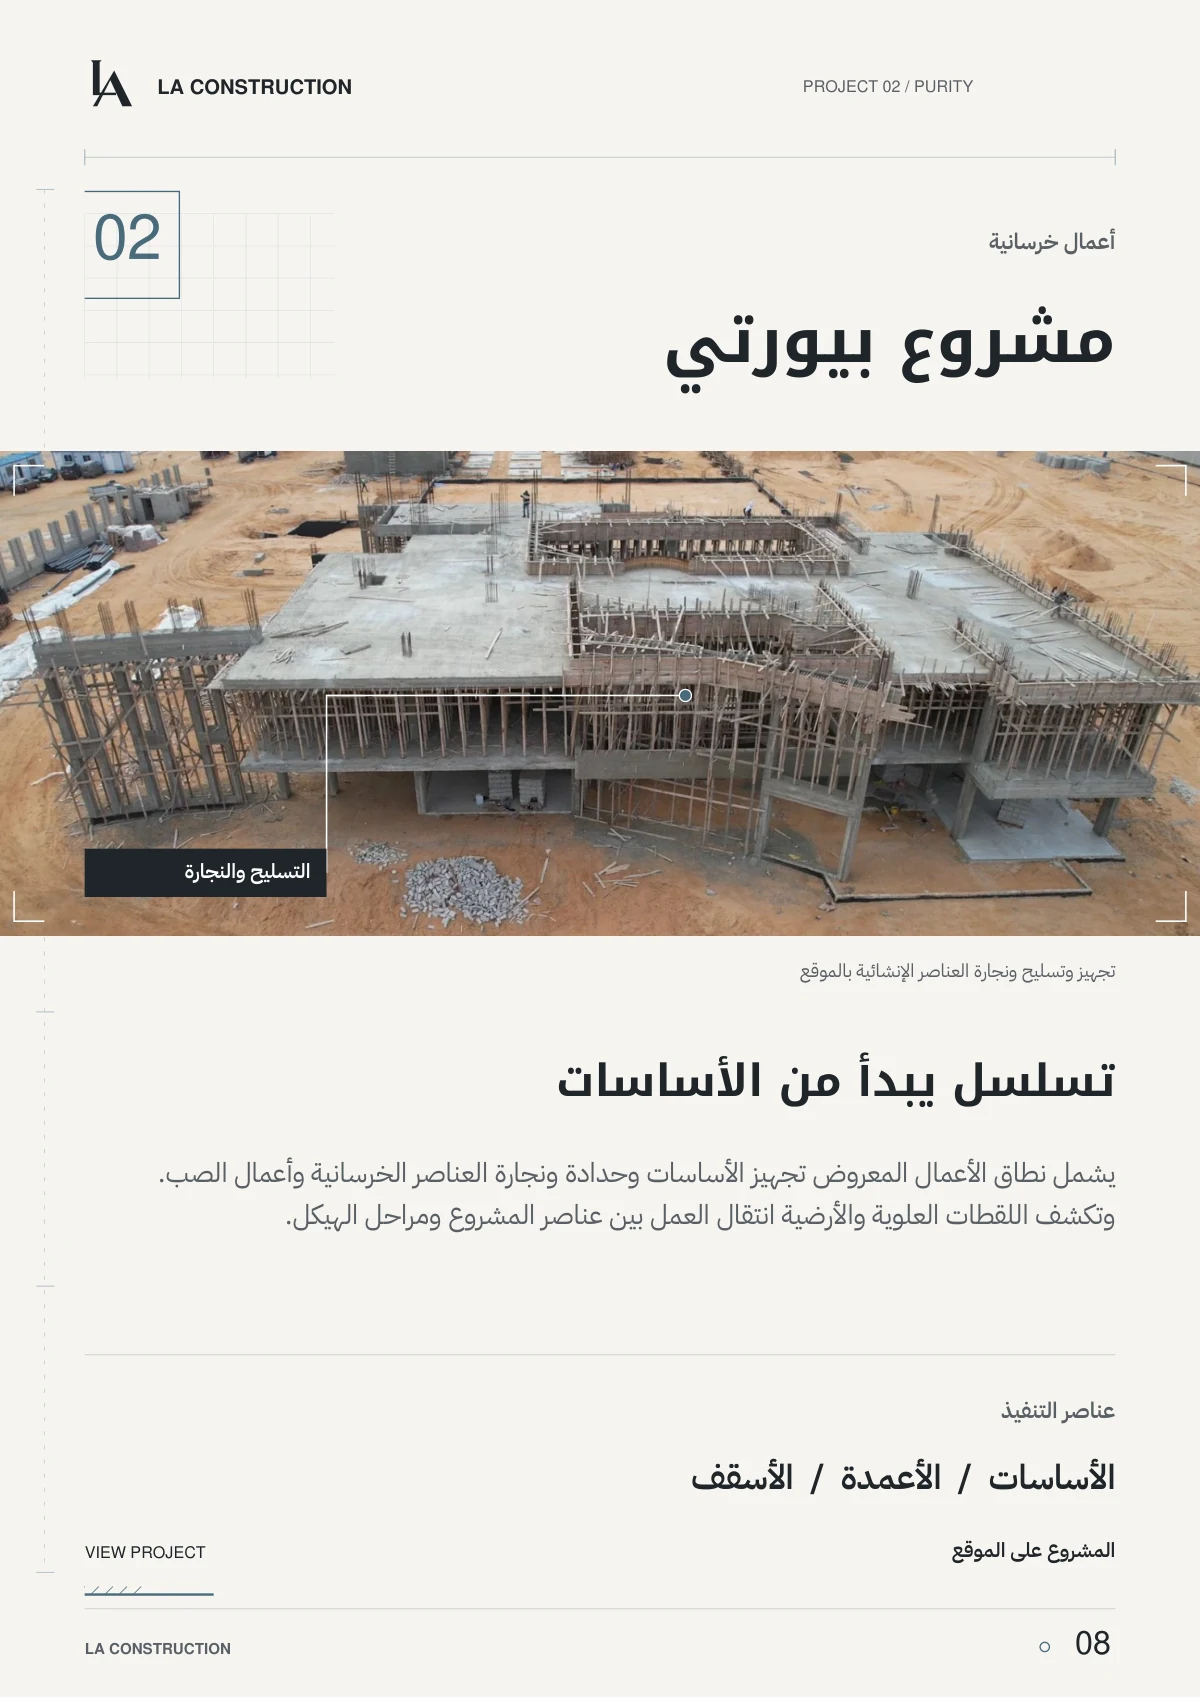 LA CONSTRUCTION
PROJECT 02 / PURITY
02
أعمال خرسانية
مشروع بيورتي
التسليح والنجارة
تجهيز وتسليح ونجارة العناصر الإنشائية بالموقع
تسلسل يبدأ من الأساسات
يشمل نطاق الأعمال المعروض تجهيز الأساسات وحدادة ونجارة العناصر الخرسانية وأعمال الصب.
وتكشف اللقطات العلوية والأرضية انتقال العمل بين عناصر المشروع ومراحل الهيكل.
عناصر التنفيذ
الأساسات / الأعمدة / الأسقف
المشروع على الموقع
VIEW PROJECT
LA CONSTRUCTION
08